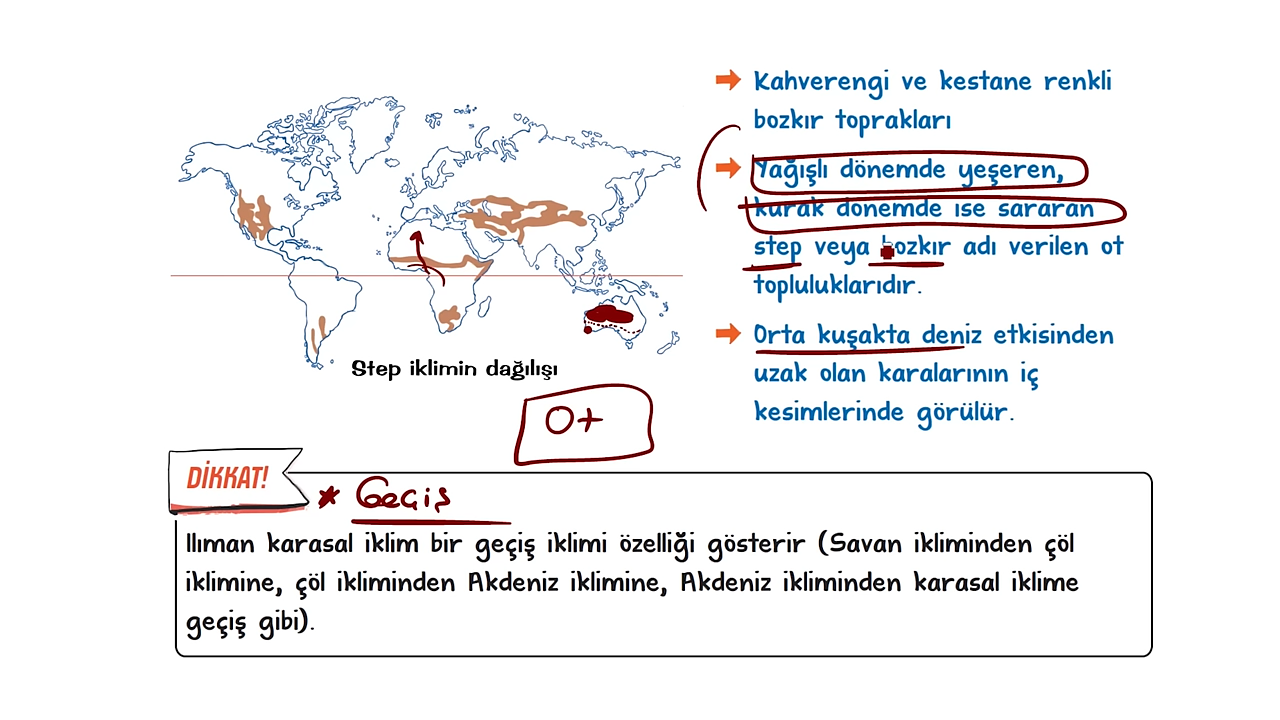 Kahverengi ve kestane renkli
bozkır toprakları
Yağışlı dönemde yeşeren,
kurak dönemde ise sararan
step veya bozkır adı verilen ot
topluluklarıdır.
Orta kuşakta deniz etkisinden
uzak olan karalarının iç
kesimlerinde görülür.
Step iklimin dağılışı
O+
DİKKAT!
* Geçiş
Ilıman karasal iklim bir geçiş iklimi özelliği gösterir (Savan ikliminden çöl
iklimine, çöl ikliminden Akdeniz iklimine, Akdeniz ikliminden karasal iklime
geçiş gibi).